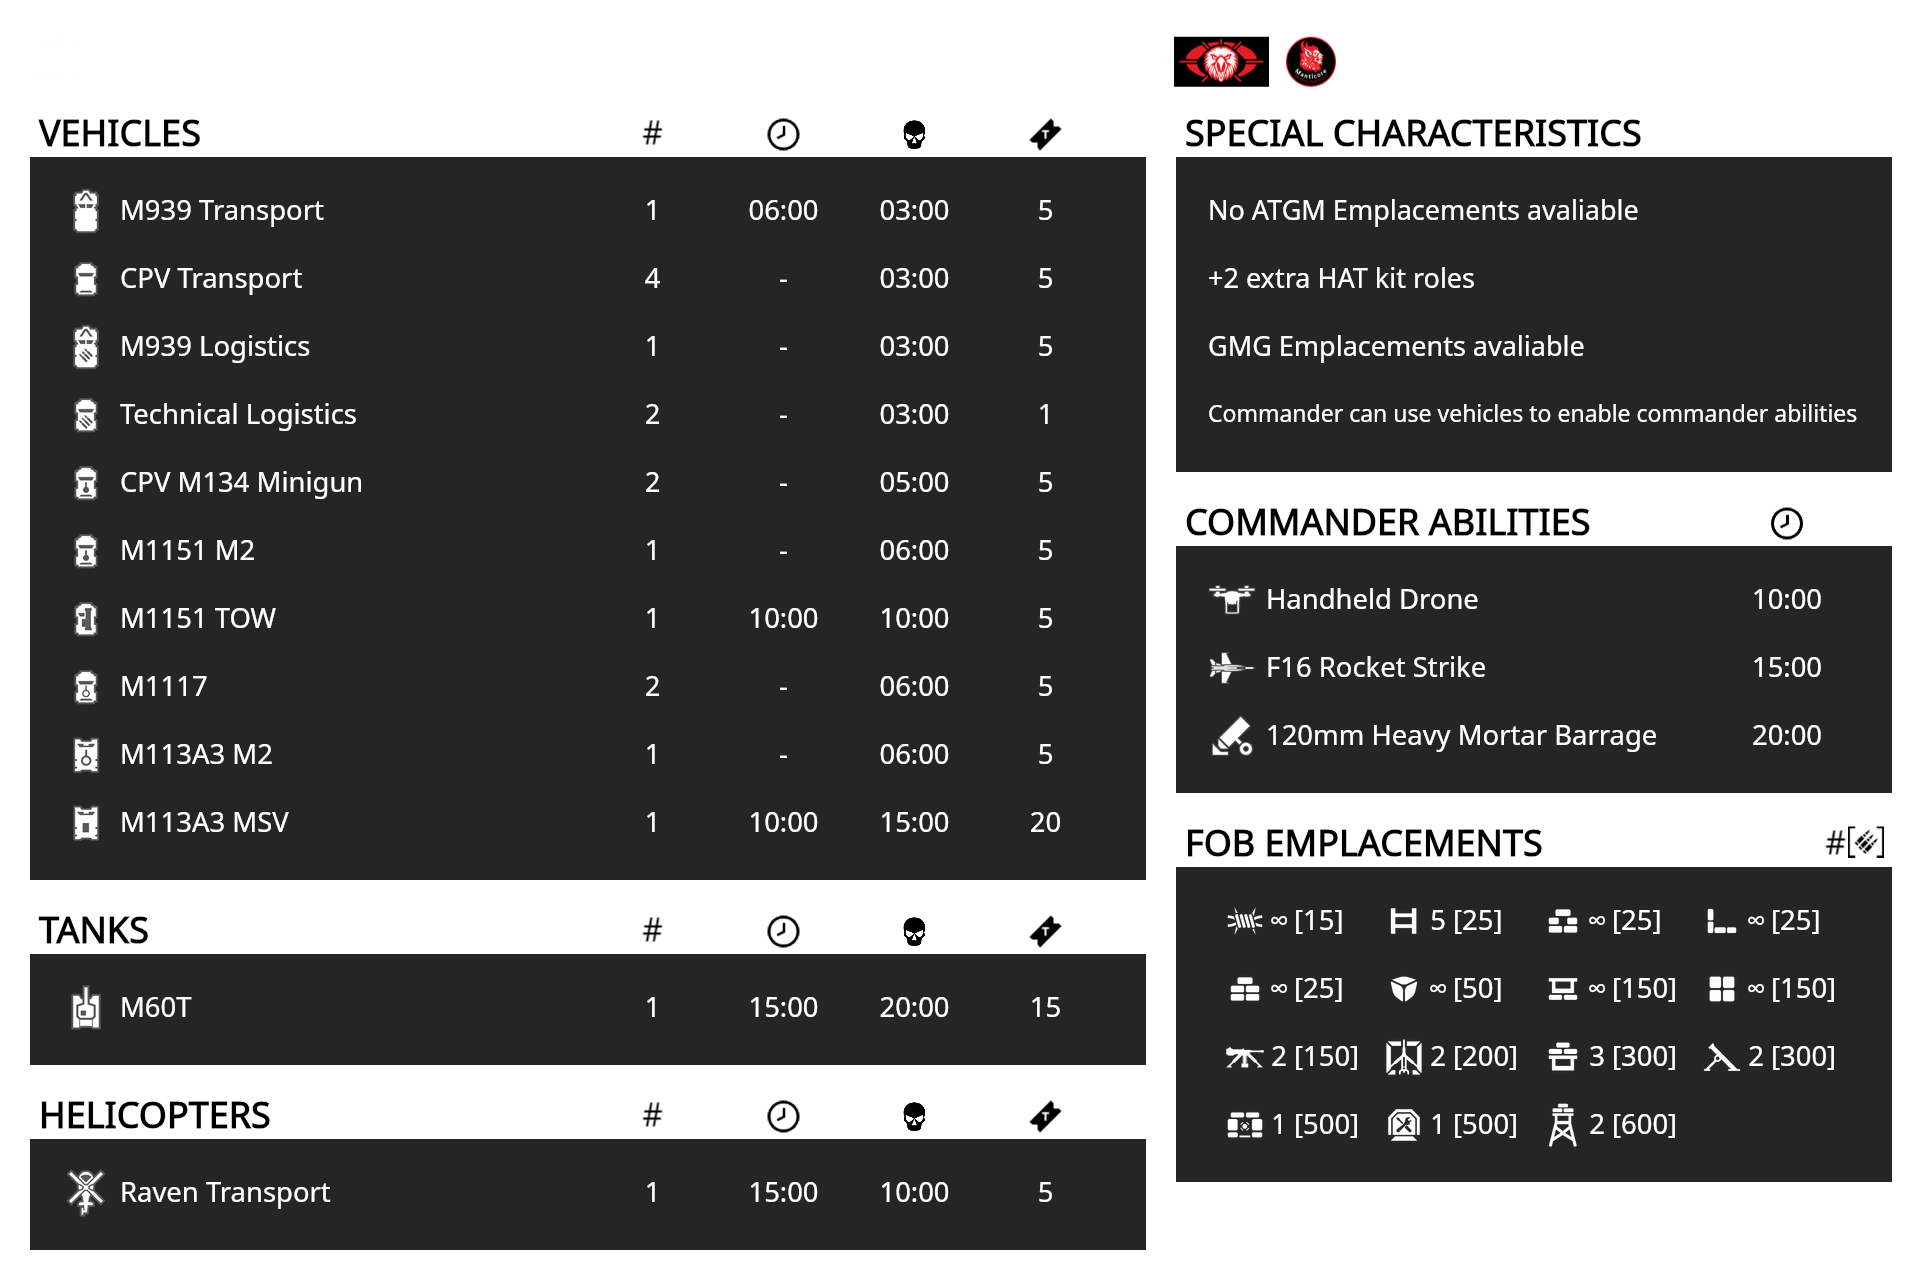 Manticore
VEHICLES #
M939 Transport 1 06:00 03:00 5
CPV Transport 4 - 03:00 5
M939 Logistics 1 - 03:00 5
Technical Logistics 2 - 03:00 1
CPV M134 Minigun 2 - 05:00 5
M1151 M2 1 - 06:00 5
M1151 TOW 1 10:00 10:00 5
M1117 2 - 06:00 5
M113A3 M2 1 - 06:00 5
M113A3 MSV 1 10:00 15:00 20
TANKS #
M60T 1 15:00 20:00 15
HELICOPTERS #
Raven Transport 1 15:00 10:00 5
SPECIAL CHARACTERISTICS
No ATGM Emplacements avaliable
+2 extra HAT kit roles
GMG Emplacements avaliable
Commander can use vehicles to enable commander abilities
COMMANDER ABILITIES
Handheld Drone 10:00
F16 Rocket Strike 15:00
120mm Heavy Mortar Barrage 20:00
FOB EMPLACEMENTS #[]
∞ [15] 5 [25] ∞ [25] ∞ [25]
∞ [25] ∞ [50] ∞ [150] ∞ [150]
2 [150] 2 [200] 3 [300] 2 [300]
1 [500] 1 [500] 2 [600]